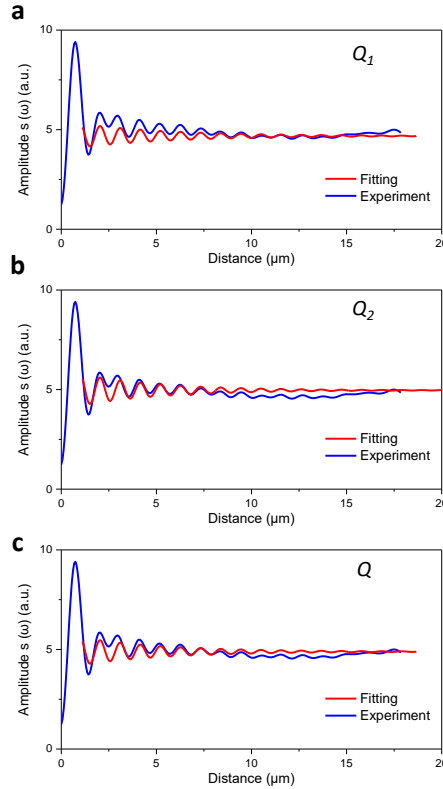 a
10
Q1
Amplitude s (ω) (a.u.)
5
Fitting
Experiment
0
0 5 10 15 20
Distance (μm)
b
10
Q2
Amplitude s (ω) (a.u.)
5
Fitting
Experiment
0
0 5 10 15 20
Distance (μm)
c
10
Q
Amplitude s (ω) (a.u.)
5
Fitting
Experiment
0
0 5 10 15 20
Distance (μm)